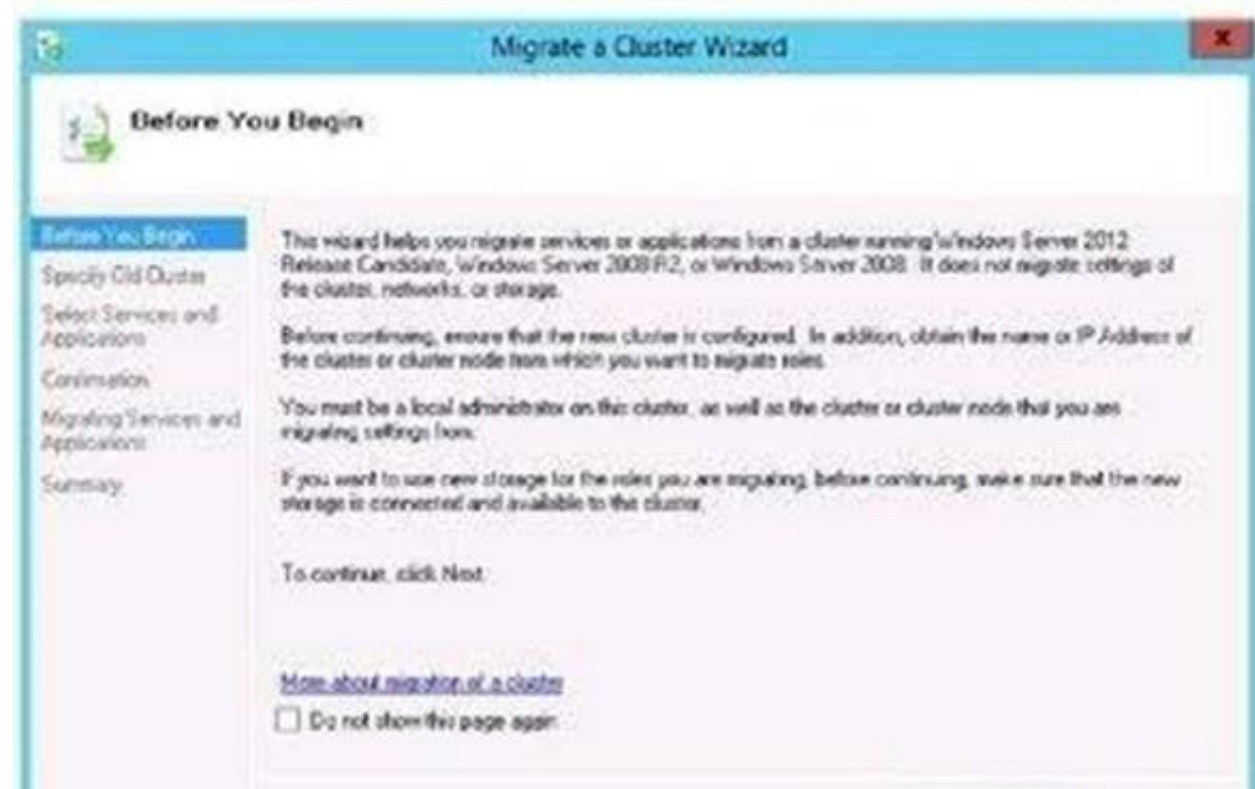 Migrate a Cluster Wizard
Before You Begin
Before You Begin
Specify Old Cluster
Select Services and
Applications
Confirmation
Migrating Services and
Applications
Summary
This wizard helps you migrate services or applications from a cluster running Windows Server 2012
Release Candidate, Windows Server 2008 R2, or Windows Server 2008. It does not migrate settings of
the cluster, networks, or storage.
Before continuing, ensure that the new cluster is configured. In addition, obtain the name or IP Address of
the cluster or cluster node from which you want to migrate roles.
You must be a local administrator on this cluster, as well as the cluster or cluster node that you are
migrating settings from.
If you want to use new storage for the roles you are migrating, before continuing, make sure that the new
storage is connected and available to the cluster.
To continue, click Next.
More about migration of a cluster
Do not show this page again